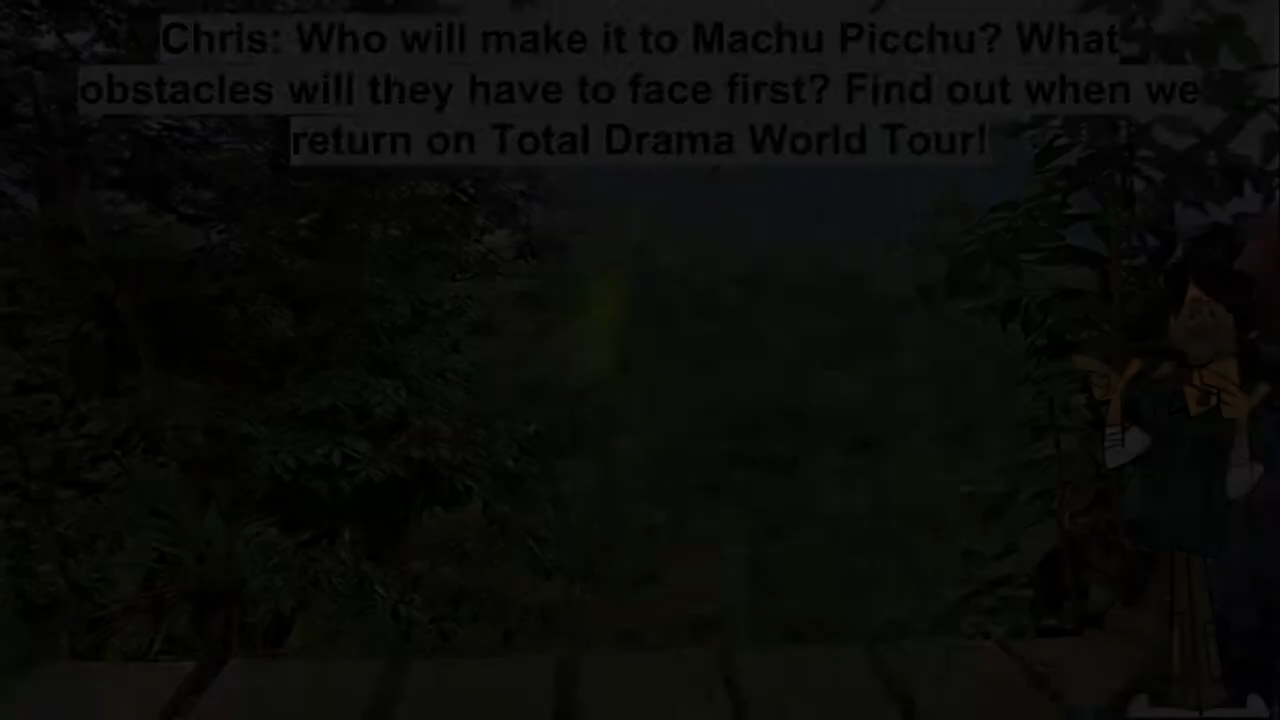 Chris: Who will make it to Machu Picchu? What
obstacles will they have to face first? Find out when we
return on Total Drama World Tour!